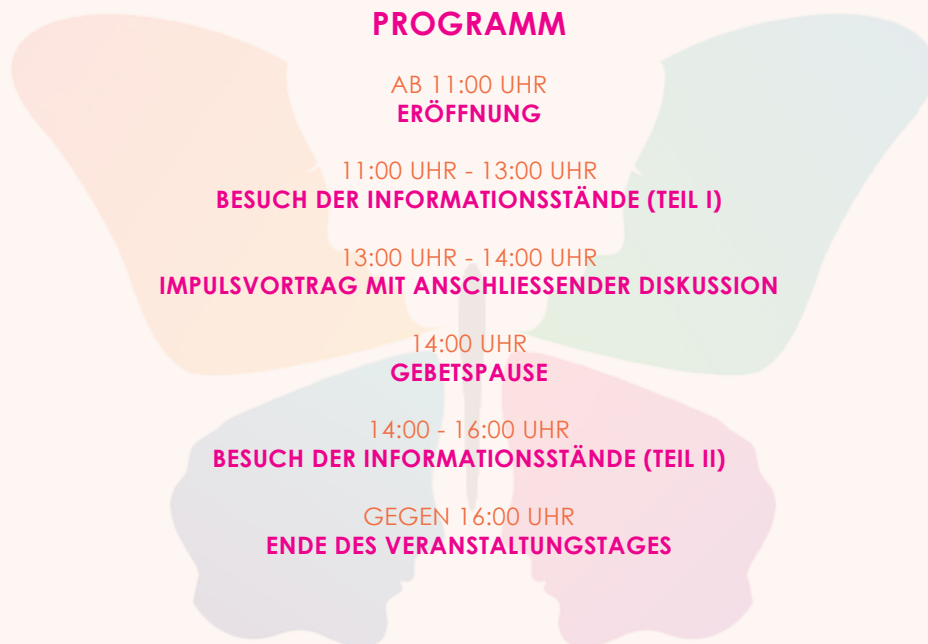 PROGRAMM
AB 11:00 UHR
ERÖFFNUNG
11:00 UHR - 13:00 UHR
BESUCH DER INFORMATIONSSTÄNDE (TEIL I)
13:00 UHR - 14:00 UHR
IMPULSVORTRAG MIT ANSCHLIESSENDER DISKUSSION
14:00 UHR
GEBETSPAUSE
14:00 - 16:00 UHR
BESUCH DER INFORMATIONSSTÄNDE (TEIL II)
GEGEN 16:00 UHR
ENDE DES VERANSTALTUNGSTAGES